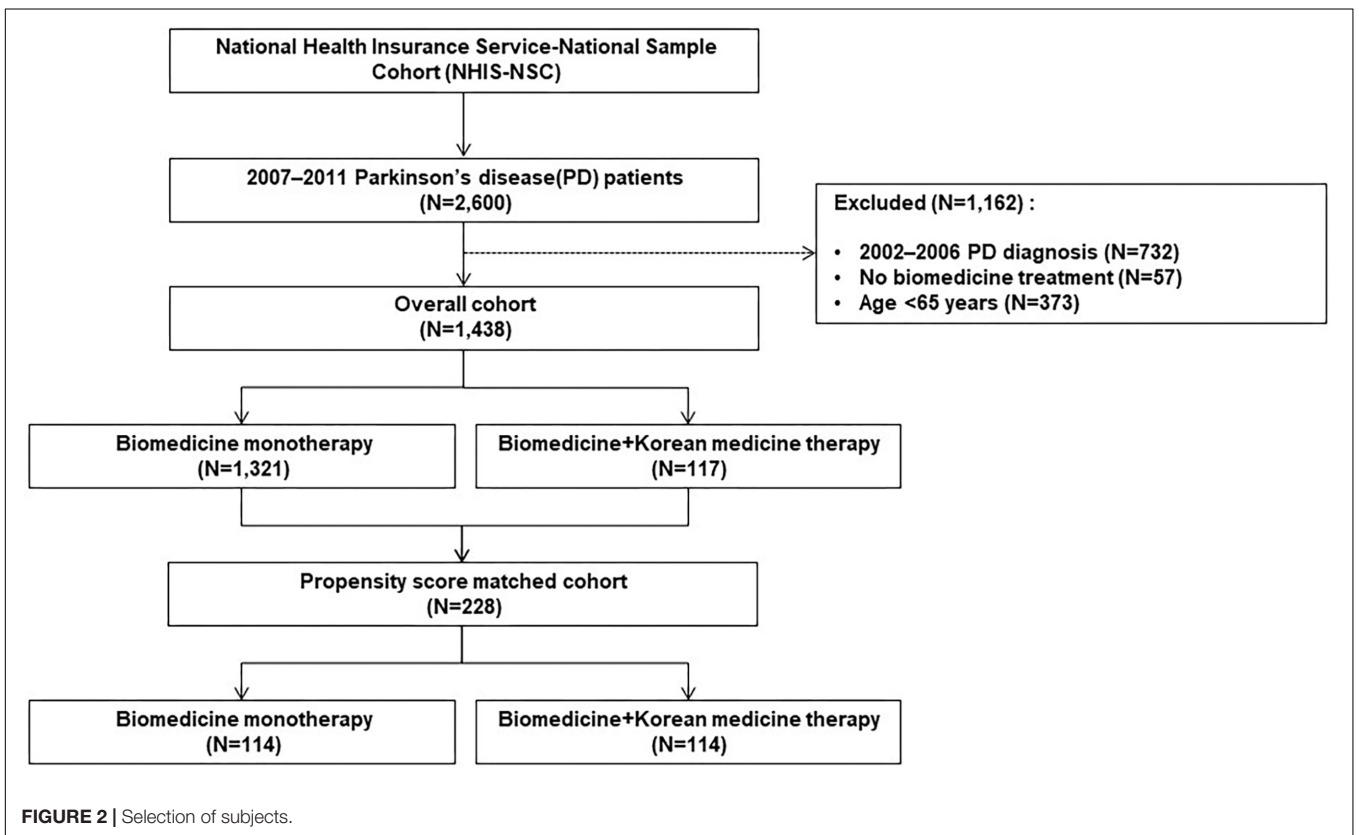 National Health Insurance Service-National Sample
Cohort (NHIS-NSC)
2007–2011 Parkinson's disease(PD) patients
(N=2,600)
Excluded (N=1,162) :
• 2002–2006 PD diagnosis (N=732)
• No biomedicine treatment (N=57)
• Age <65 years (N=373)
Overall cohort
(N=1,438)
Biomedicine monotherapy
(N=1,321)
Biomedicine+Korean medicine therapy
(N=117)
Propensity score matched cohort
(N=228)
Biomedicine monotherapy
(N=114)
Biomedicine+Korean medicine therapy
(N=114)
FIGURE 2 | Selection of subjects.